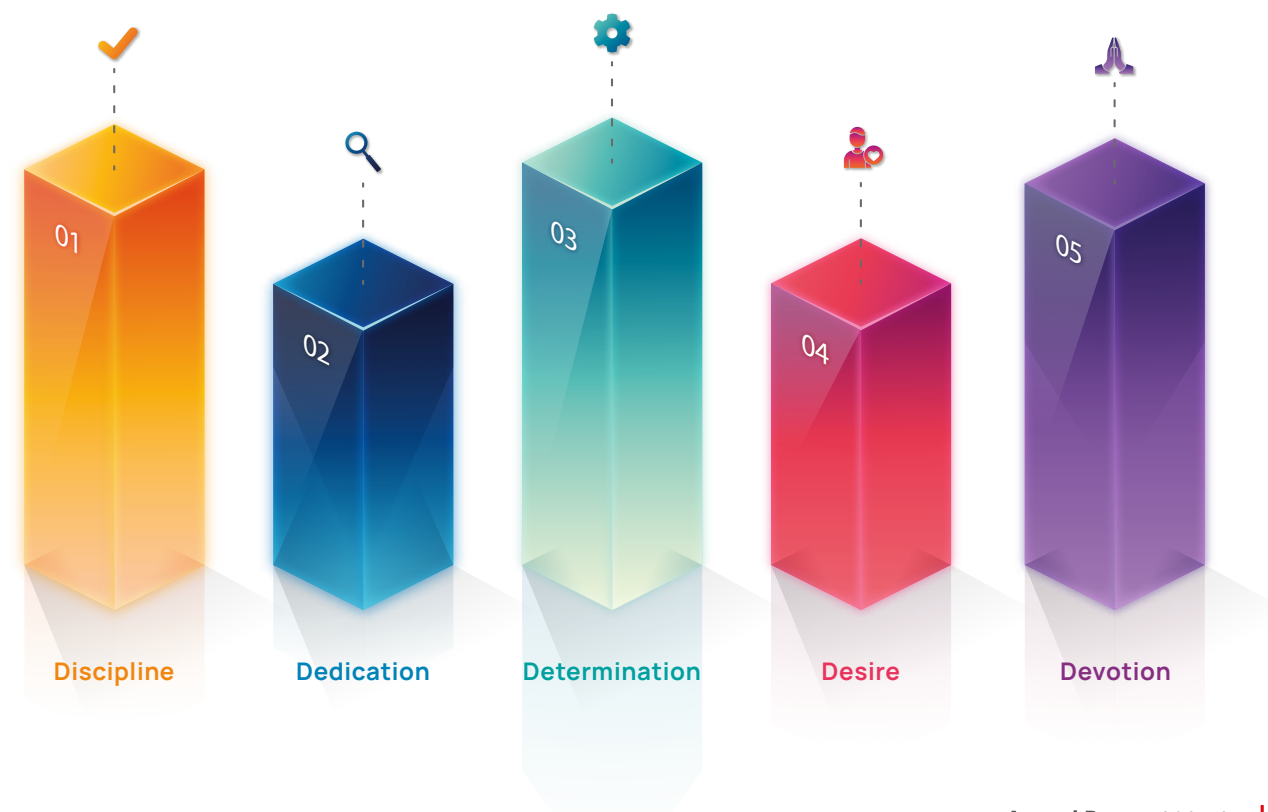 01
02
03
04
05
Discipline
Dedication
Determination
Desire
Devotion